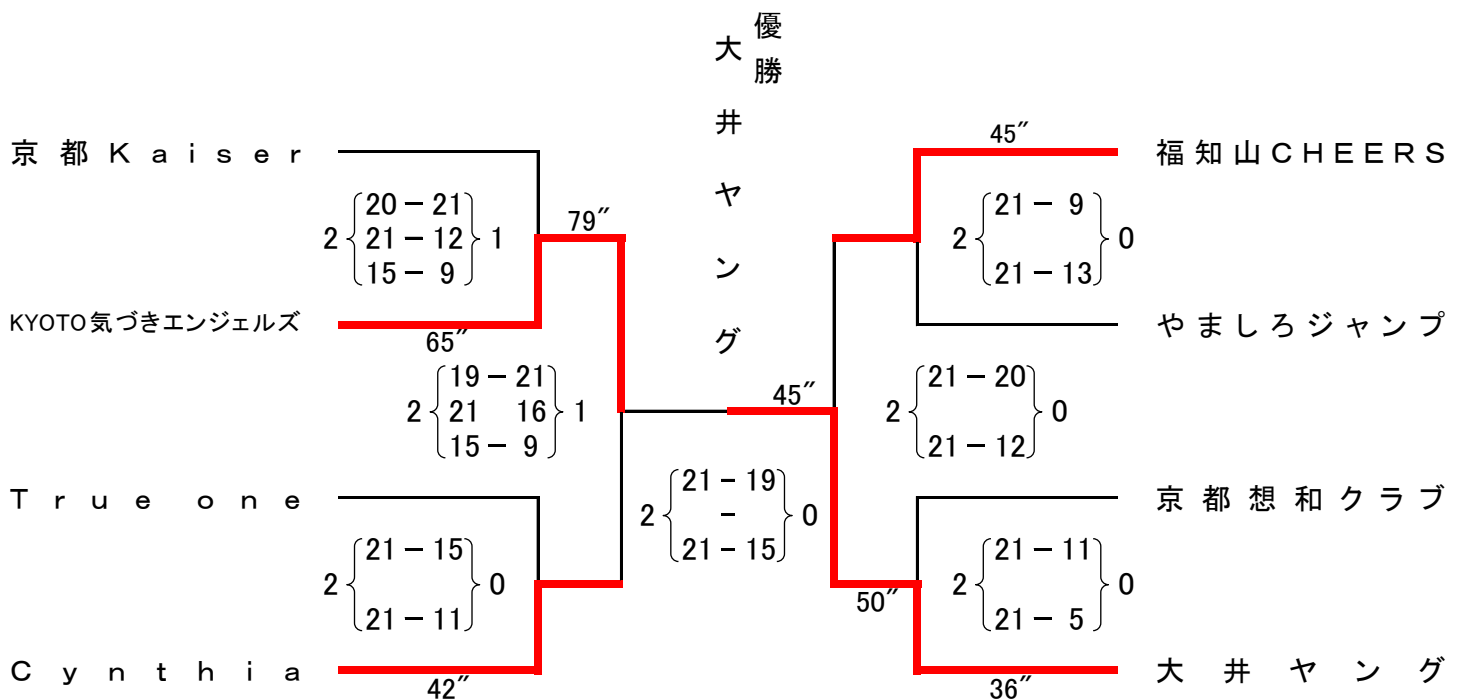 優勝
大井ヤング
京都Kaiser
45″
福知山CHEERS
2 20－21 1
21－12
15－ 9
79″
2 21－ 9 0
21－13
KYOTO気づきエンジェルズ
65″
やましろジャンプ
2 19－21 1
21 16
15－ 9
45″
2 21－20 0
21－12
True one
2 21－19 0
－
21－15
京都想和クラブ
2 21－15 0
21－11
50″
2 21－11 0
21－ 5
Cynthia
42″
36″
大井ヤング